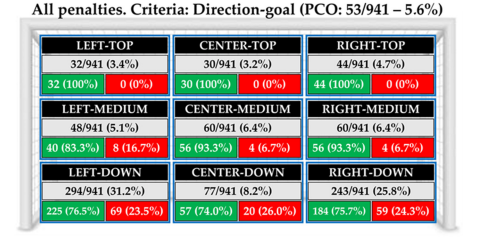 All penalties. Criteria: Direction-goal (PCO: 53/941 – 5.6%)
LEFT-TOP CENTER-TOP RIGHT-TOP
32/941 (3.4%) 30/941 (3.2%) 44/941 (4.7%)
32 (100%) 0 (0%) 30 (100%) 0 (0%) 44 (100%) 0 (0%)
LEFT-MEDIUM CENTER-MEDIUM RIGHT-MEDIUM
48/941 (5.1%) 60/941 (6.4%) 60/941 (6.4%)
40 (83.3%) 8 (16.7%) 56 (93.3%) 4 (6.7%) 56 (93.3%) 4 (6.7%)
LEFT-DOWN CENTER-DOWN RIGHT-DOWN
294/941 (31.2%) 77/941 (8.2%) 243/941 (25.8%)
225 (76.5%) 69 (23.5%) 57 (74.0%) 20 (26.0%) 184 (75.7%) 59 (24.3%)